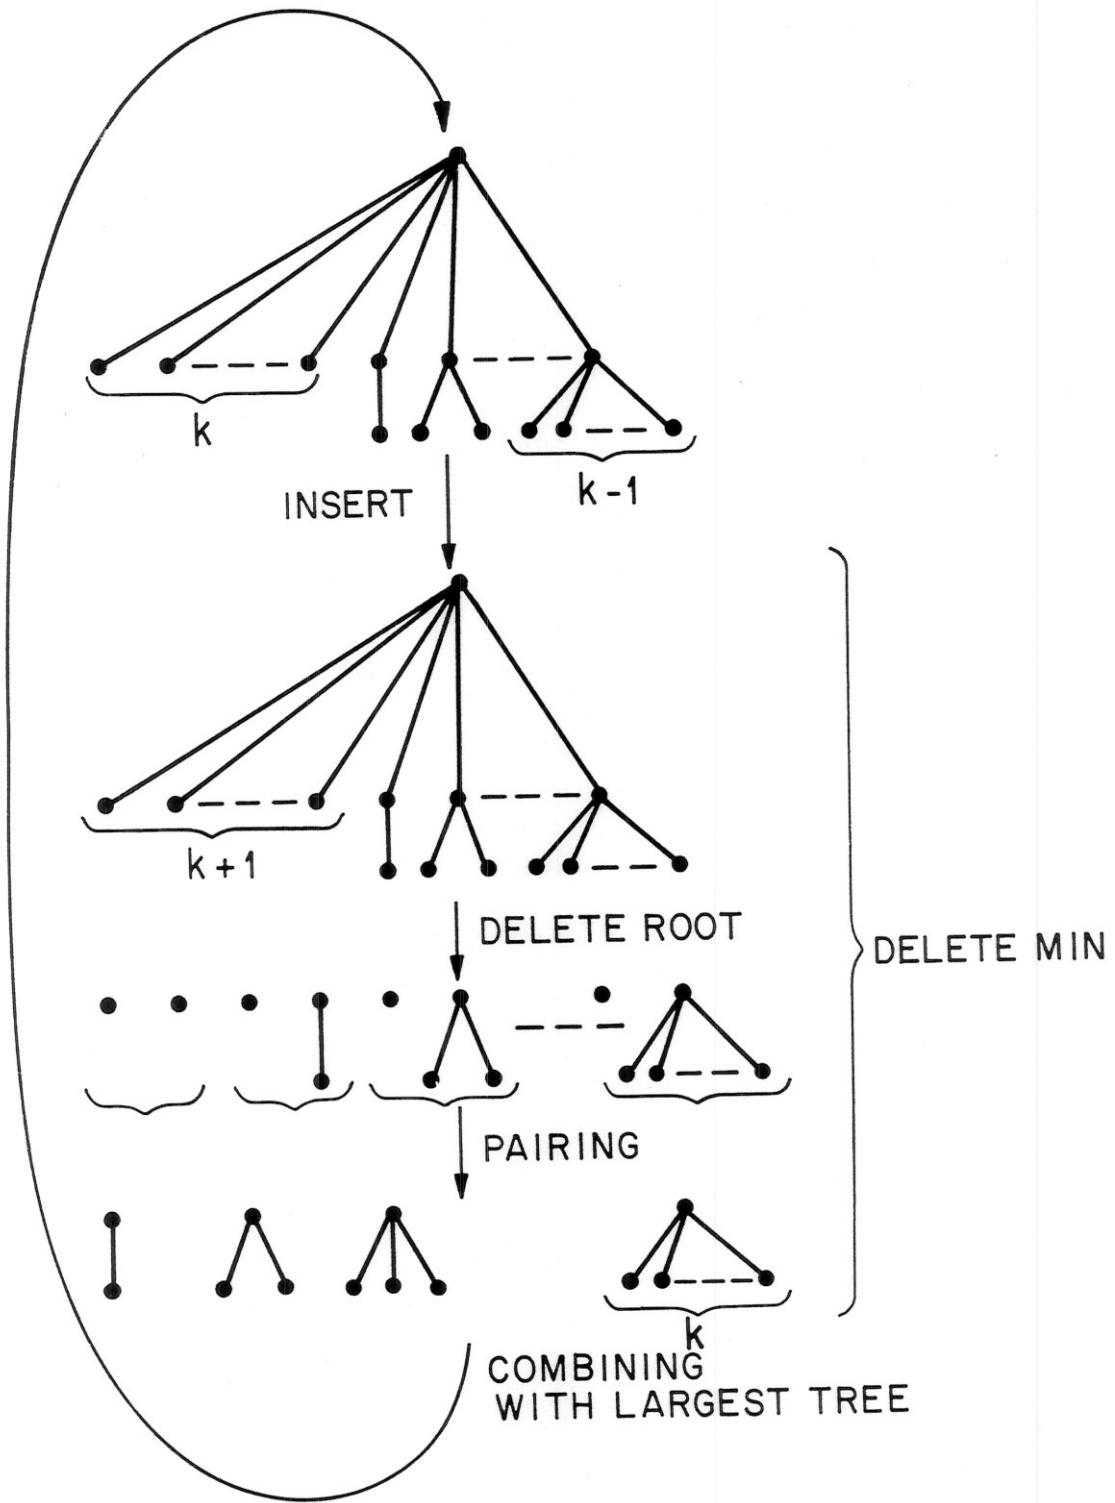 k
k-1
INSERT
k+1
DELETE ROOT
DELETE MIN
PAIRING
k
COMBINING
WITH LARGEST TREE